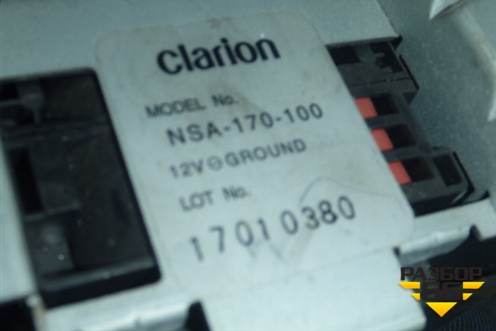 Clarion
MODEL No.
NSA-170-100
12V⊖GROUND
LOT No.
17010380
РАЗБОР